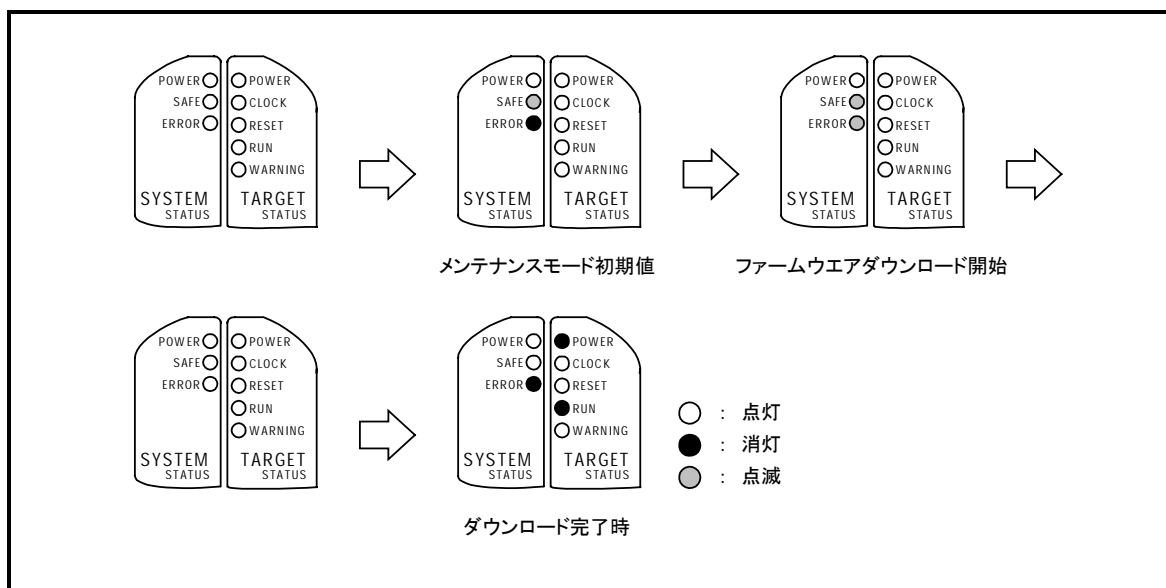 POWER POWER
SAFE CLOCK
ERROR RESET
RUN
WARNING
SYSTEM TARGET
STATUS STATUS
POWER POWER
SAFE CLOCK
ERROR RESET
RUN
WARNING
SYSTEM TARGET
STATUS STATUS
メンテナンスモード初期値
POWER POWER
SAFE CLOCK
ERROR RESET
RUN
WARNING
SYSTEM TARGET
STATUS STATUS
ファームウエアダウンロード開始
POWER POWER
SAFE CLOCK
ERROR RESET
RUN
WARNING
SYSTEM TARGET
STATUS STATUS
POWER POWER
SAFE CLOCK
ERROR RESET
RUN
WARNING
SYSTEM TARGET
STATUS STATUS
ダウンロード完了時
: 点灯
: 消灯
: 点滅